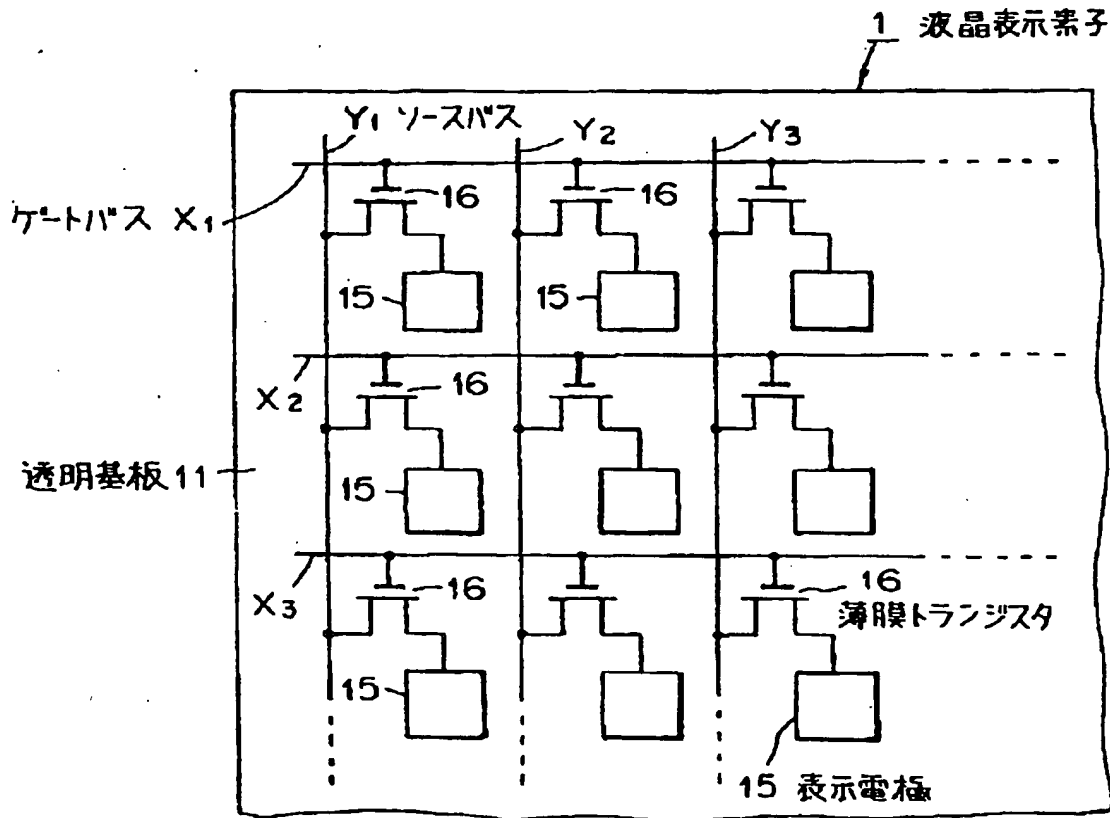 1 液晶表示素子
Y1 ソースバス
Y2
Y3
ゲートバス X1
16
16
15
15
X2
16
透明基板 11
15
X3
16
16
薄膜トランジスタ
15
15 表示電極